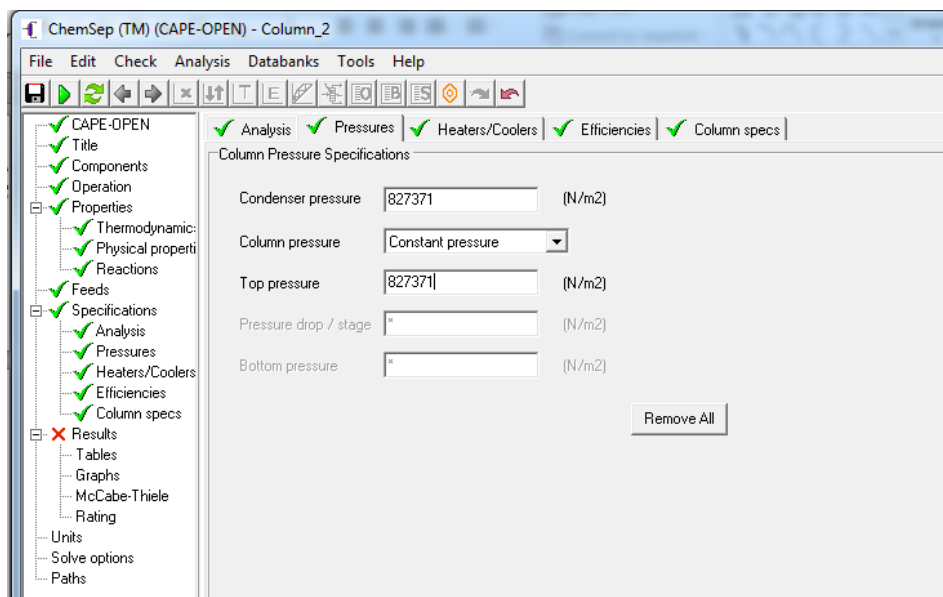 ChemSep (TM) (CAPE-OPEN) - Column_2
File Edit Check Analysis Databanks Tools Help
CAPE-OPEN
Title
Components
Operation
Properties
Thermodynamic
Physical properti
Reactions
Feeds
Specifications
Analysis
Pressures
Heaters/Coolers
Efficiencies
Column specs
Results
Tables
Graphs
McCabe-Thiele
Rating
Units
Solve options
Paths
Analysis Pressures Heaters/Coolers Efficiencies Column specs
Column Pressure Specifications
Condenser pressure 827371 (N/m2)
Column pressure Constant pressure
Top pressure 827371 (N/m2)
Pressure drop / stage * (N/m2)
Bottom pressure * (N/m2)
Remove All